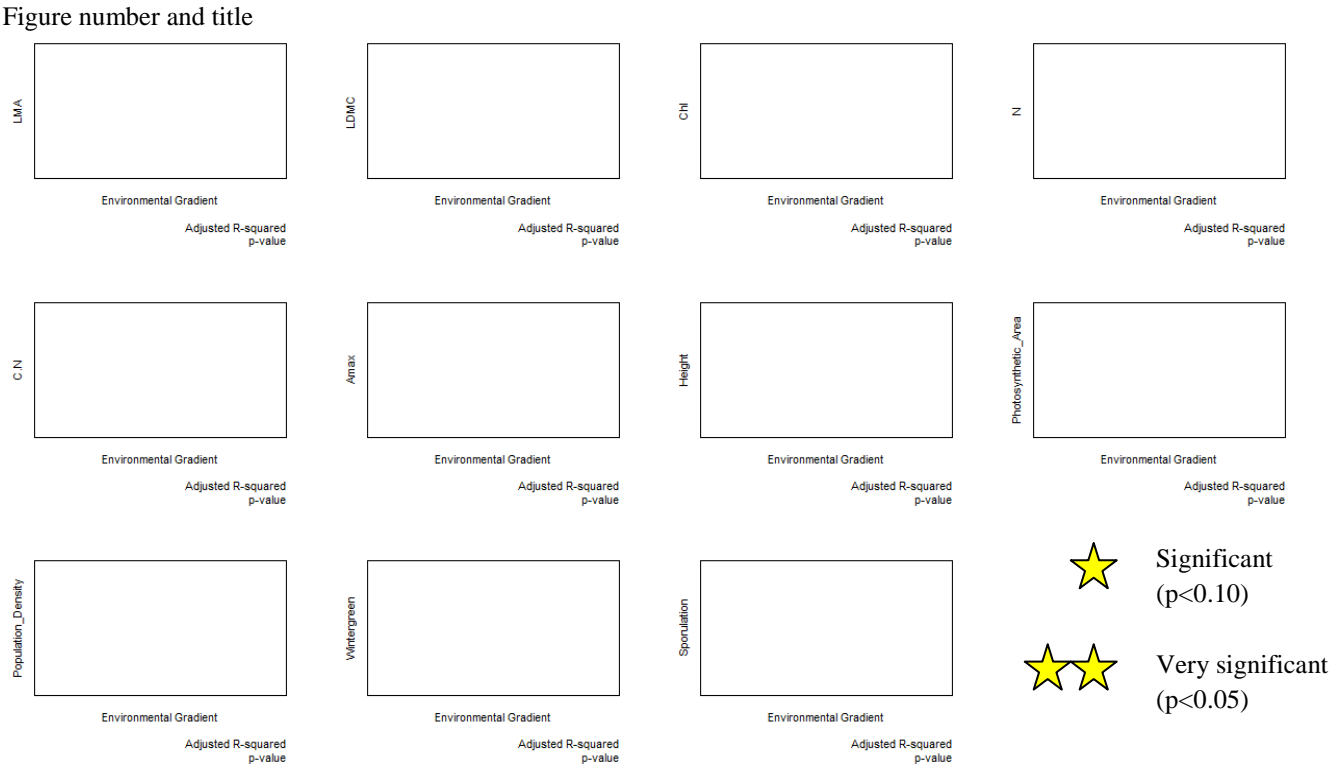 Figure number and title
LMA
Environmental Gradient
Adjusted R-squared
p-value
LDMC
Environmental Gradient
Adjusted R-squared
p-value
Chl
Environmental Gradient
Adjusted R-squared
p-value
N
Environmental Gradient
Adjusted R-squared
p-value
C.N
Environmental Gradient
Adjusted R-squared
p-value
Amax
Environmental Gradient
Adjusted R-squared
p-value
Height
Environmental Gradient
Adjusted R-squared
p-value
Photosynthetic_Area
Environmental Gradient
Adjusted R-squared
p-value
Population_Density
Environmental Gradient
Adjusted R-squared
p-value
Wintergreen
Environmental Gradient
Adjusted R-squared
p-value
Sporulation
Environmental Gradient
Adjusted R-squared
p-value
Significant
(p<0.10)
Very significant
(p<0.05)